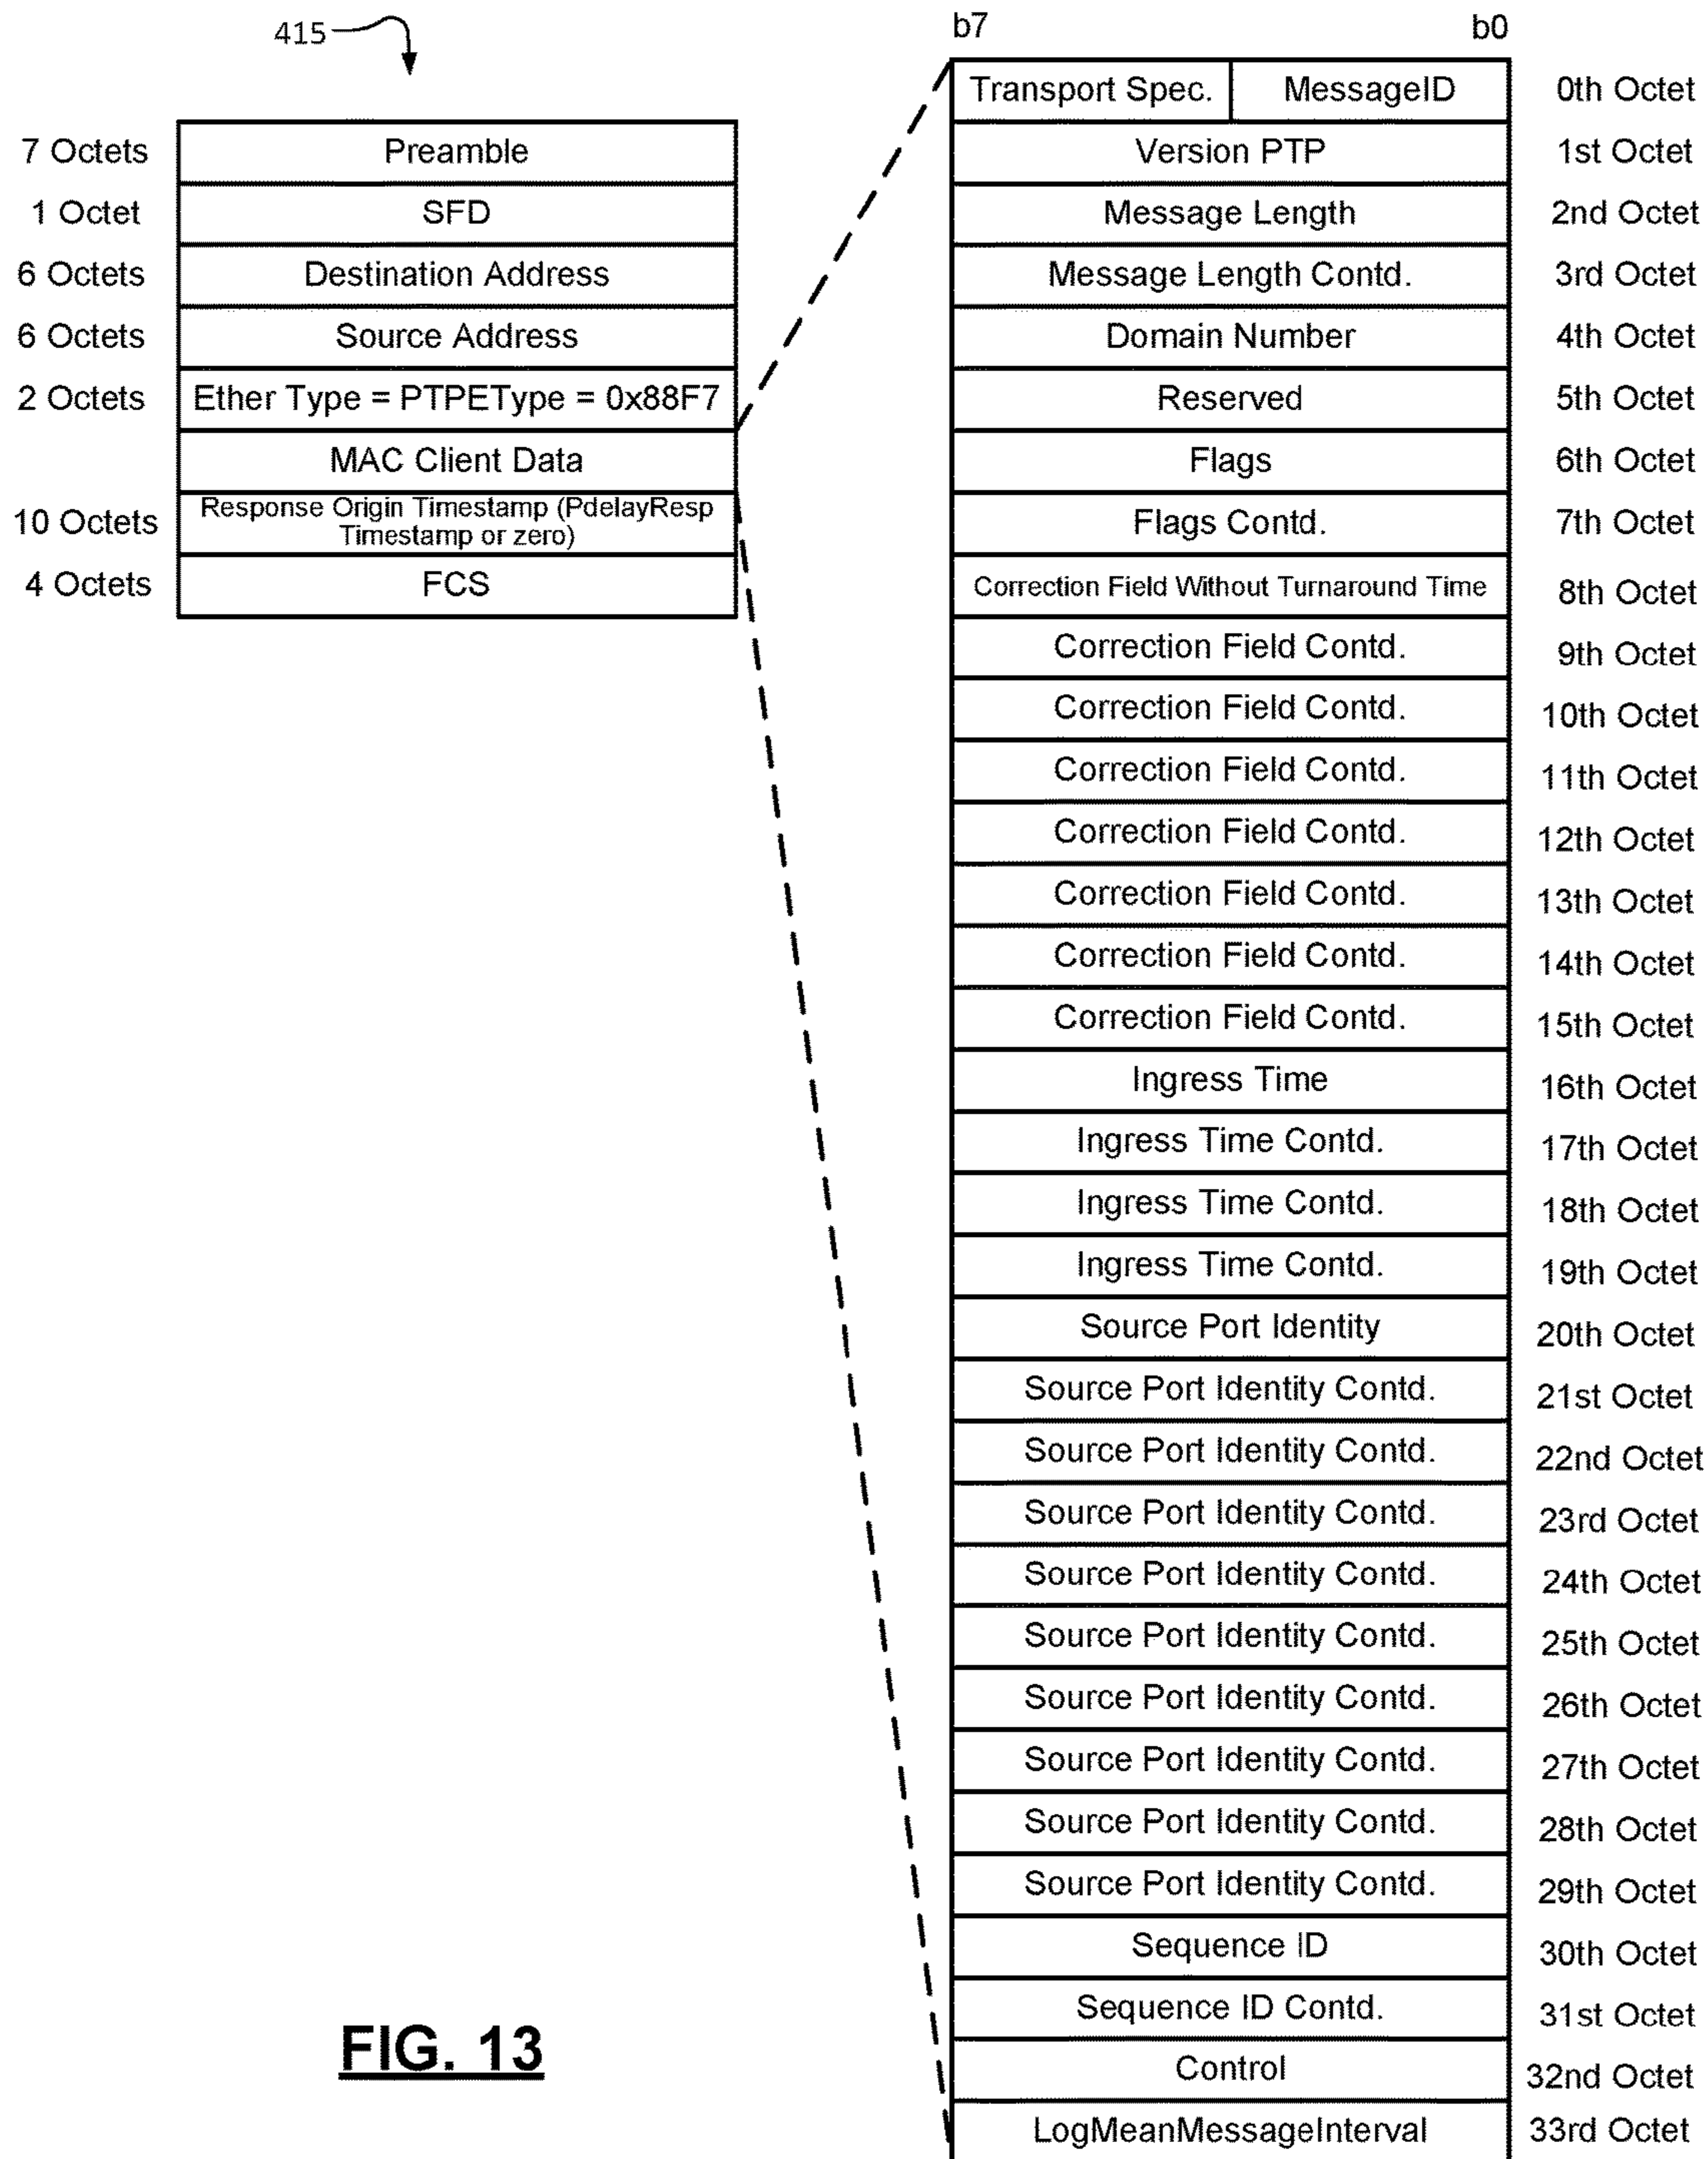 415
7 Octets Preamble
1 Octet SFD
6 Octets Destination Address
6 Octets Source Address
2 Octets Ether Type = PTPEType = 0x88F7
MAC Client Data
10 Octets Response Origin Timestamp (PdelayResp
Timestamp or zero)
4 Octets FCS
b7 b0
Transport Spec. MessageID 0th Octet
Version PTP 1st Octet
Message Length 2nd Octet
Message Length Contd. 3rd Octet
Domain Number 4th Octet
Reserved 5th Octet
Flags 6th Octet
Flags Contd. 7th Octet
Correction Field Without Turnaround Time 8th Octet
Correction Field Contd. 9th Octet
Correction Field Contd. 10th Octet
Correction Field Contd. 11th Octet
Correction Field Contd. 12th Octet
Correction Field Contd. 13th Octet
Correction Field Contd. 14th Octet
Correction Field Contd. 15th Octet
Ingress Time 16th Octet
Ingress Time Contd. 17th Octet
Ingress Time Contd. 18th Octet
Ingress Time Contd. 19th Octet
Source Port Identity 20th Octet
Source Port Identity Contd. 21st Octet
Source Port Identity Contd. 22nd Octet
Source Port Identity Contd. 23rd Octet
Source Port Identity Contd. 24th Octet
Source Port Identity Contd. 25th Octet
Source Port Identity Contd. 26th Octet
Source Port Identity Contd. 27th Octet
Source Port Identity Contd. 28th Octet
Source Port Identity Contd. 29th Octet
Sequence ID 30th Octet
Sequence ID Contd. 31st Octet
Control 32nd Octet
LogMeanMessageInterval 33rd Octet
FIG. 13